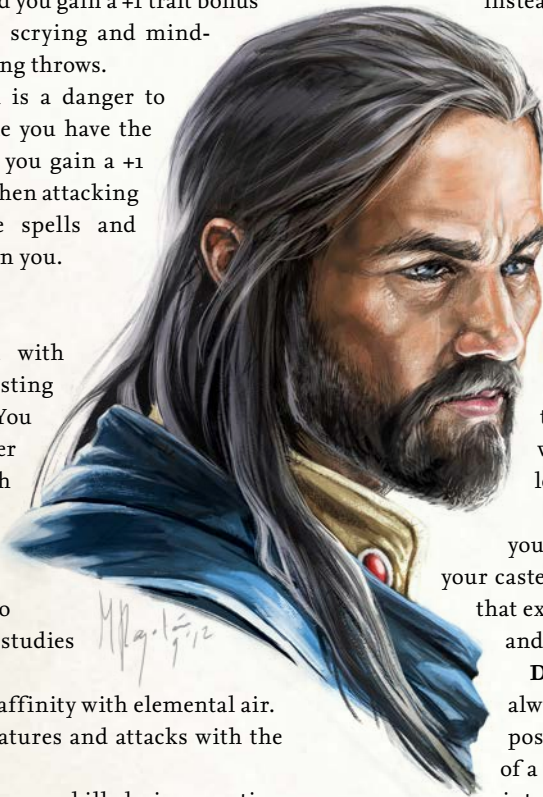 you gain a +1 trait bonus
scrying and mind-
ng throws.
is a danger to
e you have the
you gain a +1
hen attacking
e spells and
n you.
with
sting
You
er
h
o
studies
affinity with elemental air.
atures and attacks with the
instea
t
w
l
you
your caste
that ex
and
D
alw
pos
of a